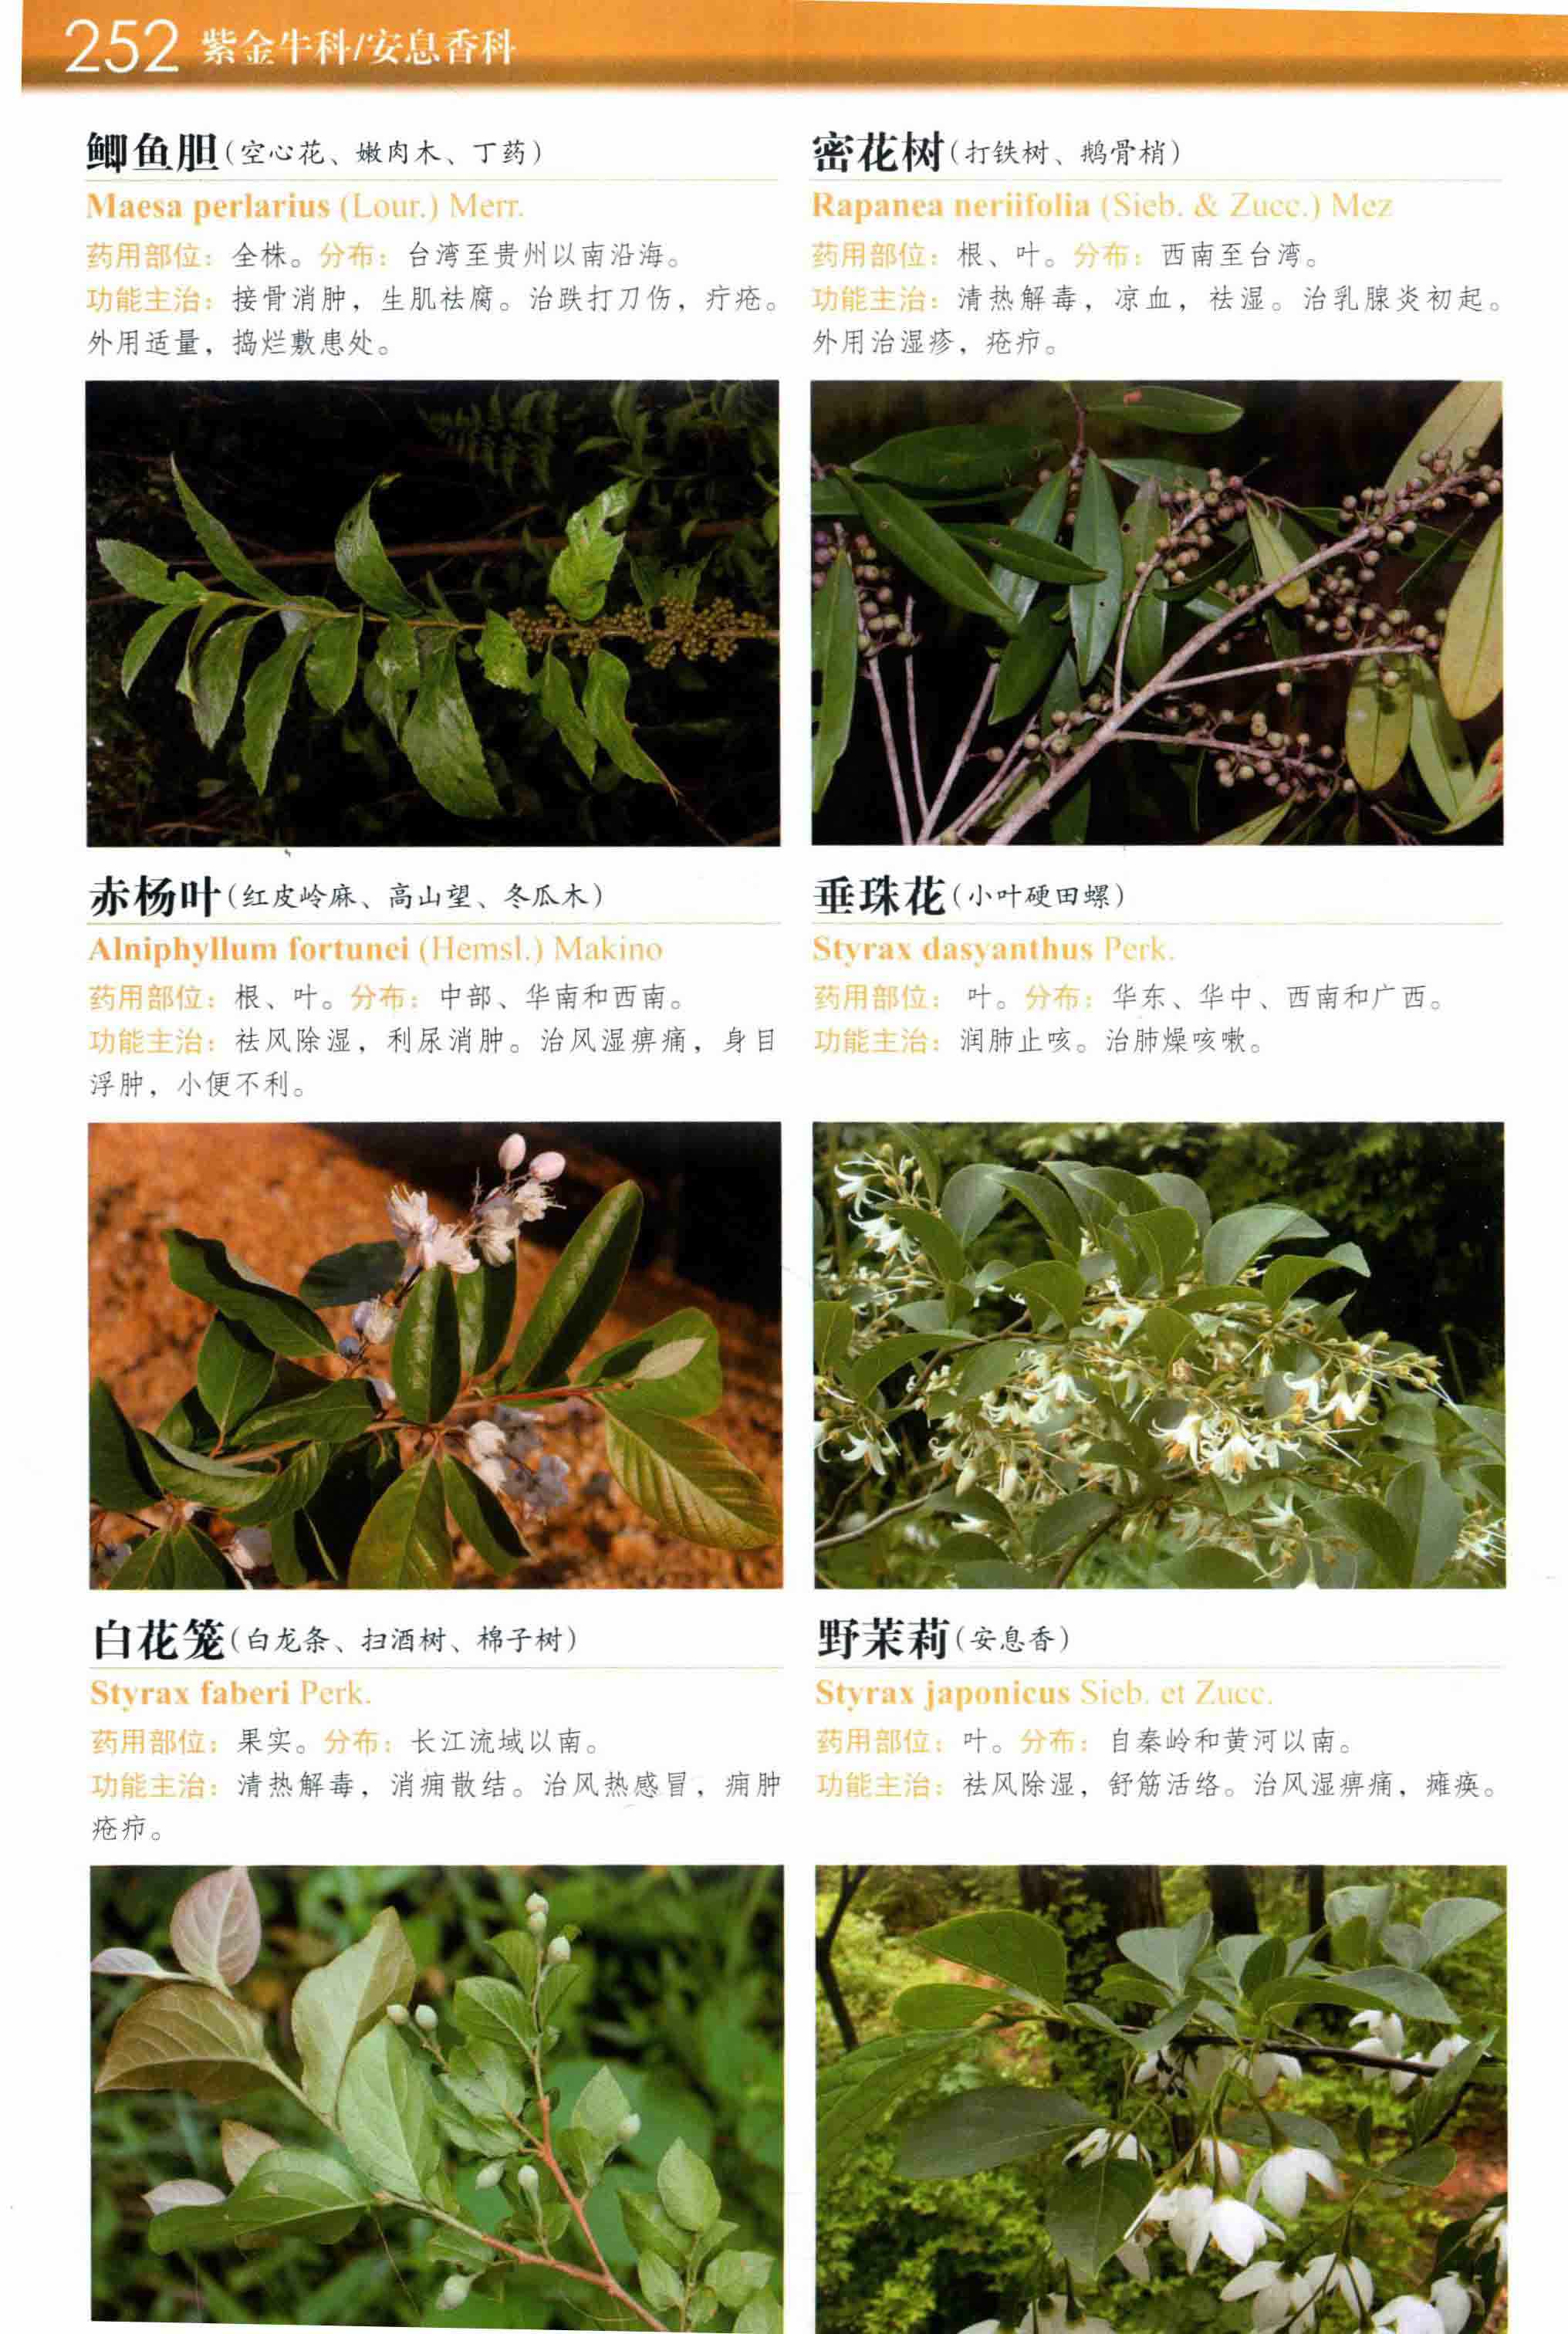 252 紫金牛科/安息香科
鲫鱼胆(空心花、嫩肉木、丁药)
Maesa perlarius (Lour.) Merr.
药用部位：全株。分布：台湾至贵州以南沿海。
功能主治：接骨消肿，生肌祛腐。治跌打刀伤，疔疮。
外用适量，捣烂敷患处。
密花树(打铁树、鹅骨梢)
Rapanea neriifolia (Sieb. & Zucc.) Mez
药用部位：根、叶。分布：西南至台湾。
功能主治：清热解毒，凉血，祛湿。治乳腺炎初起。
外用治湿疹，疮疖。
赤杨叶(红皮岭麻、高山望、冬瓜木)
Alniphyllum fortunei (Hemsl.) Makino
药用部位：根、叶。分布：中部、华南和西南。
功能主治：祛风除湿，利尿消肿。治风湿痹痛，身目
浮肿，小便不利。
垂珠花(小叶硬田螺)
Styrax dasyanthus Perk.
药用部位：叶。分布：华东、华中、西南和广西。
功能主治：润肺止咳。治肺燥咳嗽。
白花笼(白龙条、扫酒树、棉子树)
Styrax faberi Perk.
药用部位：果实。分布：长江流域以南。
功能主治：清热解毒，消痈散结。治风热感冒，痈肿
疮疖。
野茉莉(安息香)
Styrax japonicus Sieb. et Zucc.
药用部位：叶。分布：自秦岭和黄河以南。
功能主治：祛风除湿，舒筋活络。治风湿痹痛，瘫痪。